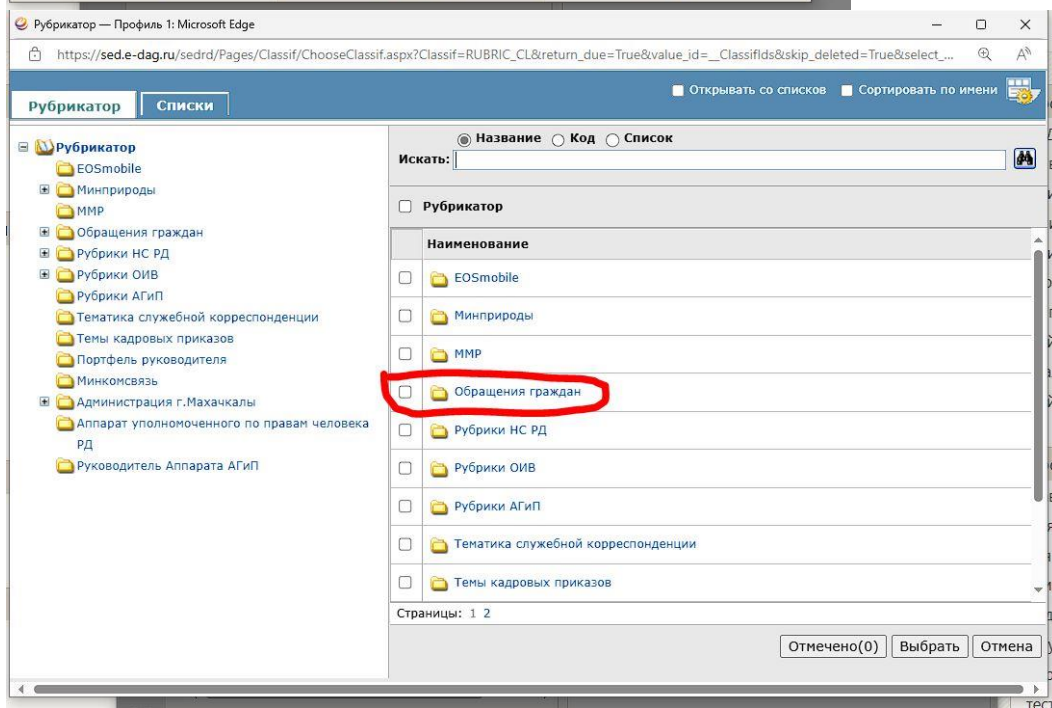 Рубрикатор — Профиль 1: Microsoft Edge
https://sed.e-dag.ru/sedrd/Pages/Classif/ChooseClassif.aspx?Classif=RUBRIC_CL&return_due=True&value_id=__ClassifIds&skip_deleted=True&select_...
Рубрикатор Списки
Открывать со списков Сортировать по имени
Рубрикатор
EOSmobile
Минприроды
ММР
Обращения граждан
Рубрики НС РД
Рубрики ОИВ
Рубрики АГиП
Тематика служебной корреспонденции
Темы кадровых приказов
Портфель руководителя
Минкомсвязь
Администрация г.Махачкалы
Аппарат уполномоченного по правам человека
РД
Руководитель Аппарата АГиП
Название Код Список
Искать:
Рубрикатор
Наименование
EOSmobile
Минприроды
ММР
Обращения граждан
Рубрики НС РД
Рубрики ОИВ
Рубрики АГиП
Тематика служебной корреспонденции
Темы кадровых приказов
Страницы: 1 2
Отмечено(0) Выбрать Отмена